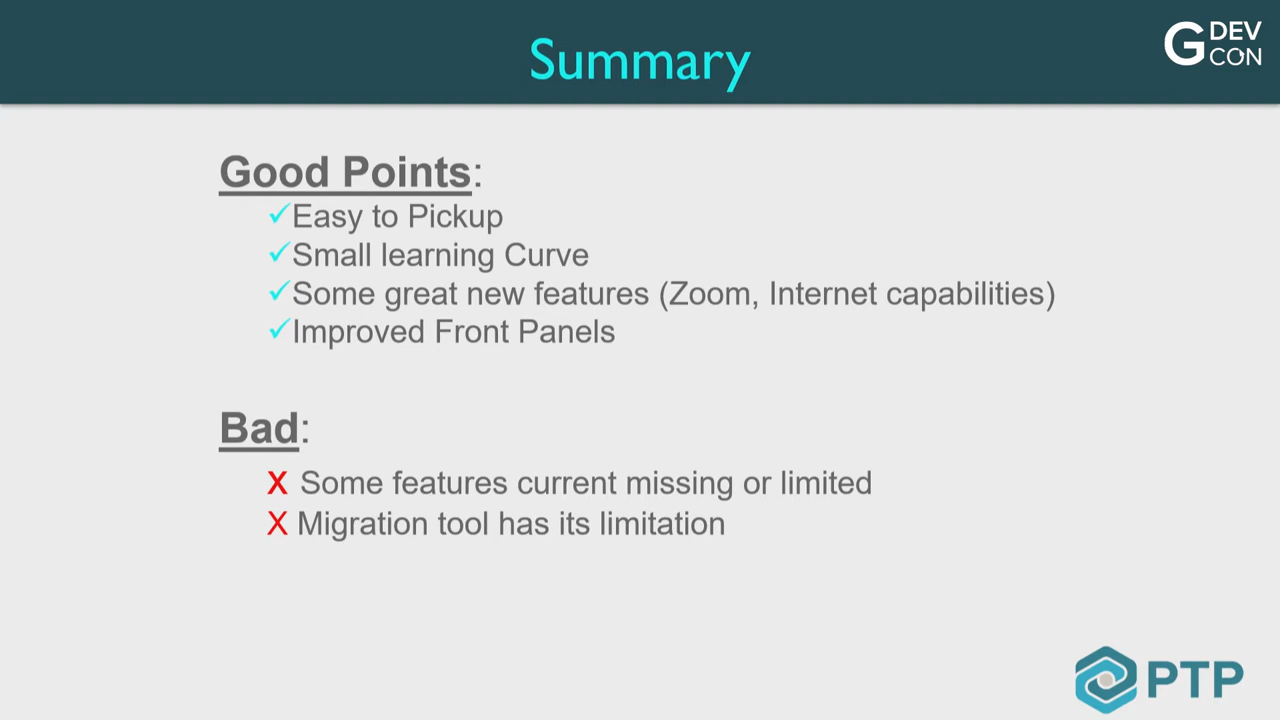 Summary
G DEV CON
Good Points:
✓Easy to Pickup
✓Small learning Curve
✓Some great new features (Zoom, Internet capabilities)
✓Improved Front Panels
Bad:
X Some features current missing or limited
X Migration tool has its limitation
PTP